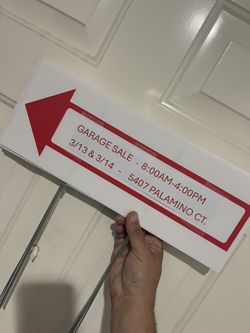 GARAGE SALE - 8:00AM-4:00PM
3/13 & 3/14 - 5407 PALAMINO CT.